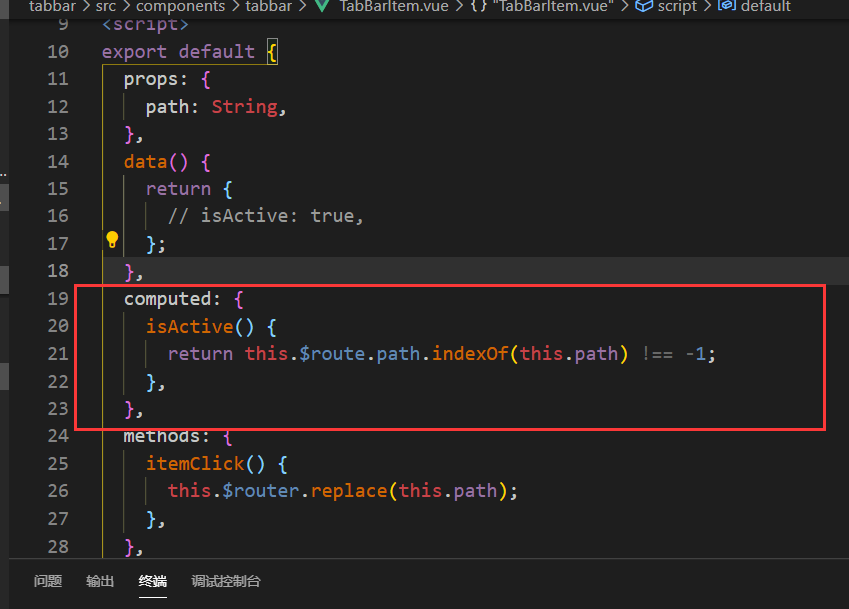 tabbar > src > components > tabbar > TabBarItem.vue > {} "TabBarItem.vue" > script > default
9 <script>
10 export default {
11 props: {
12 path: String,
13 },
14 data() {
15 return {
16 // isActive: true,
17 };
18 },
19 computed: {
20 isActive() {
21 return this.$route.path.indexOf(this.path) !== -1;
22 },
23 },
24 methods: {
25 itemClick() {
26 this.$router.replace(this.path);
27 },
28 },
问题 输出 终端 调试控制台